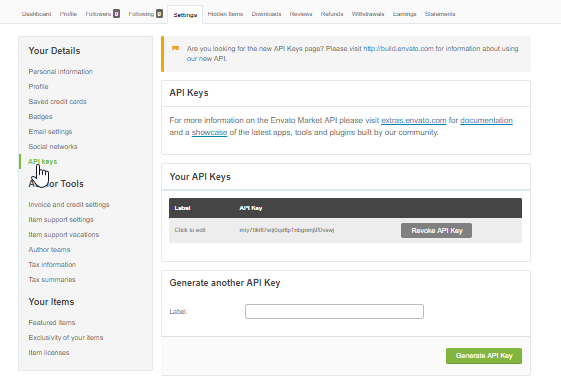 Dashboard Profile Followers 0 Following 0 Settings Hidden Items Downloads Reviews Refunds Withdrawals Earnings Statements
Your Details
Personal information
Profile
Saved credit cards
Badges
Email settings
Social networks
API keys
Author Tools
Invoice and credit settings
Item support settings
Item support vacations
Author teams
Tax information
Tax summaries
Your Items
Featured items
Exclusivity of your items
Item licenses
Are you looking for the new API Keys page? Please visit http://build.envato.com for information about using
our new API.
API Keys
For more information on the Envato Market API please visit extras.envato.com for documentation
and a showcase of the latest apps, tools and plugins built by our community.
Your API Keys
Label API Key
Click to edit Revoke API Key
Generate another API Key
Label:
Generate API Key